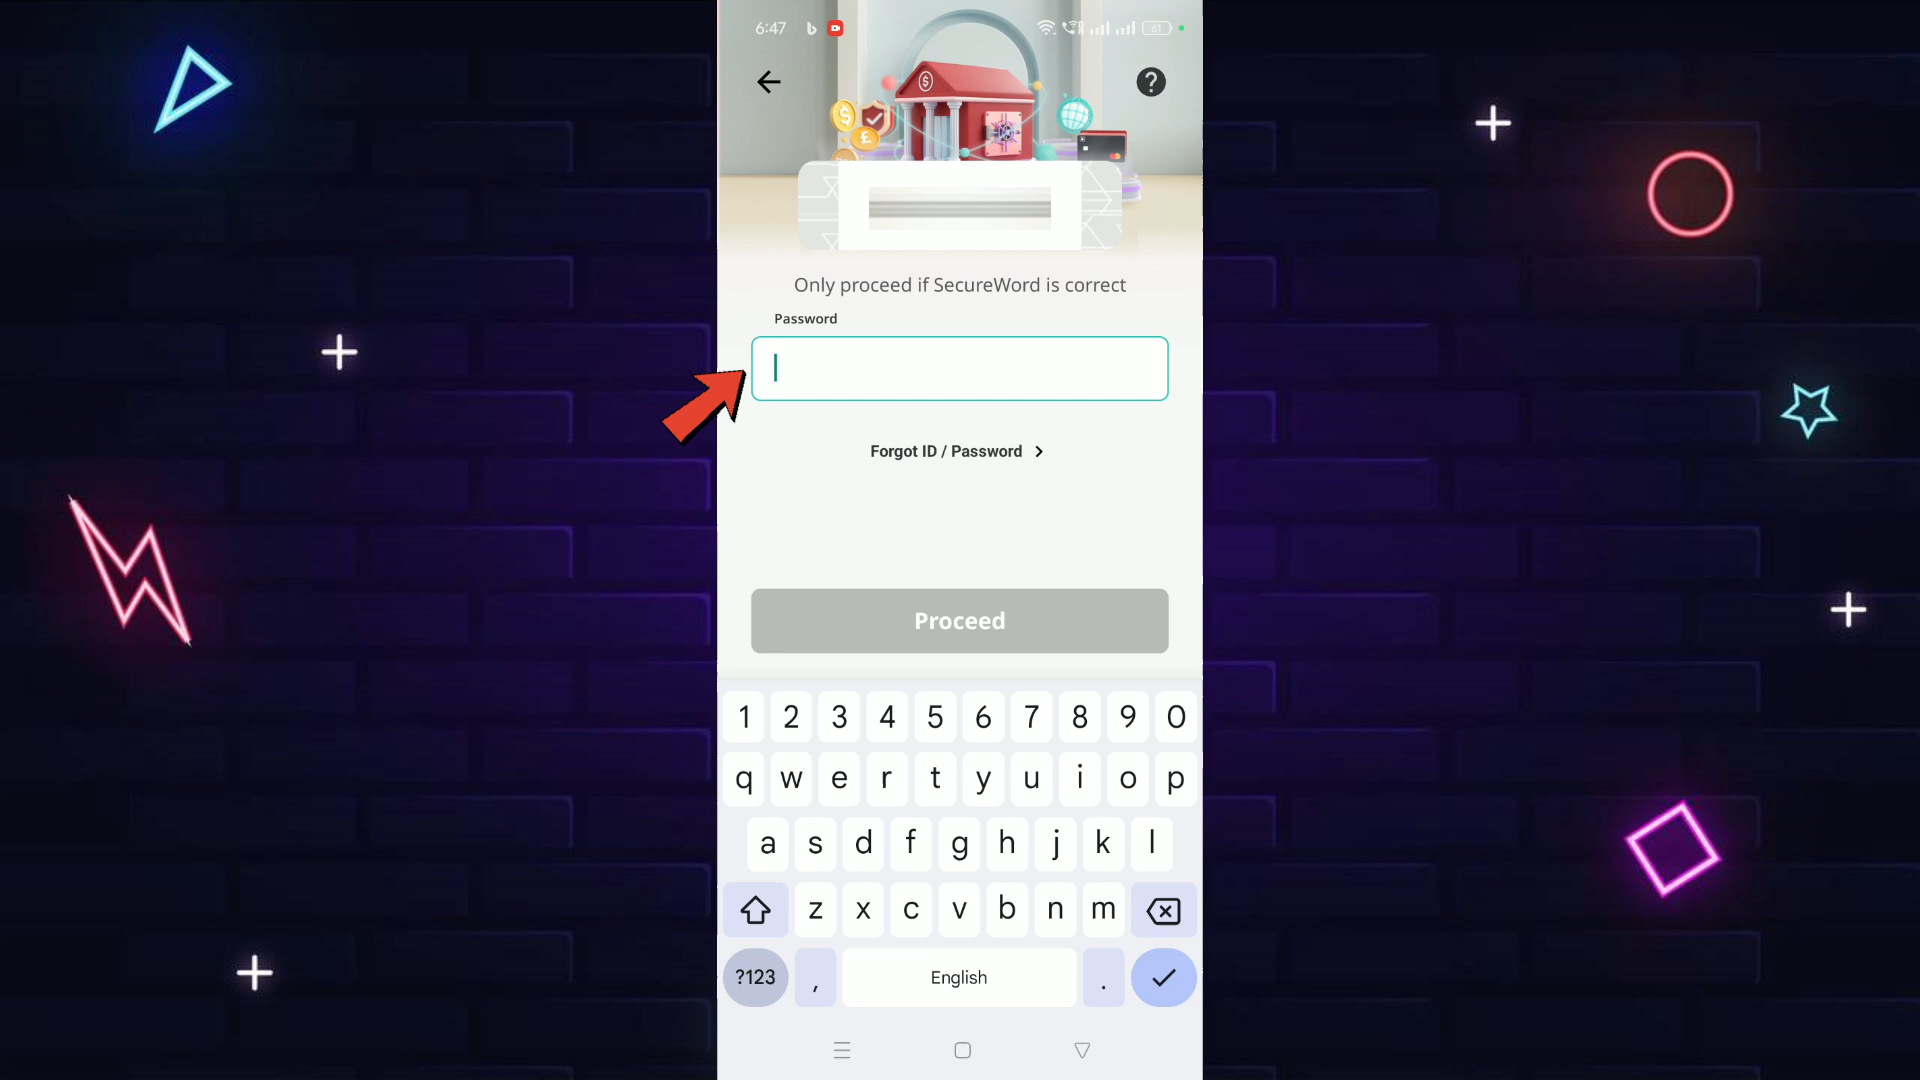 6:47
61
Only proceed if SecureWord is correct
Password
Forgot ID / Password
Proceed
1 2 3 4 5 6 7 8 9 0
q w e r t y u i o p
a s d f g h j k l
z x c v b n m
?123 , English .